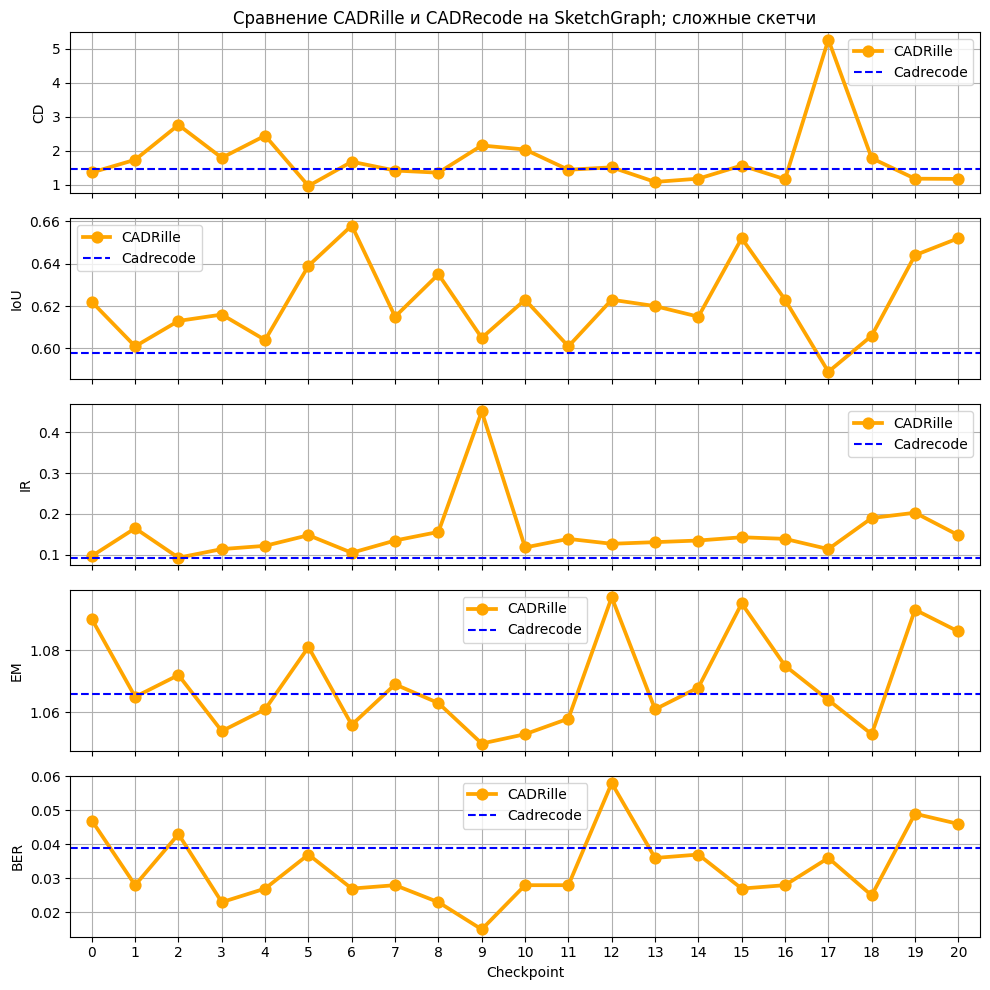 Сравнение CADRille и CADRecode на SketchGraph; сложные скетчи
5
4
3
2
1
CD
CADRille
Cadrecode
0.66
0.64
0.62
0.60
IoU
CADRille
Cadrecode
0.4
0.3
0.2
0.1
IR
CADRille
Cadrecode
1.08
1.06
EM
CADRille
Cadrecode
0.06
0.05
0.04
0.03
0.02
BER
CADRille
Cadrecode
0 1 2 3 4 5 6 7 8 9 10 11 12 13 14 15 16 17 18 19 20
Checkpoint